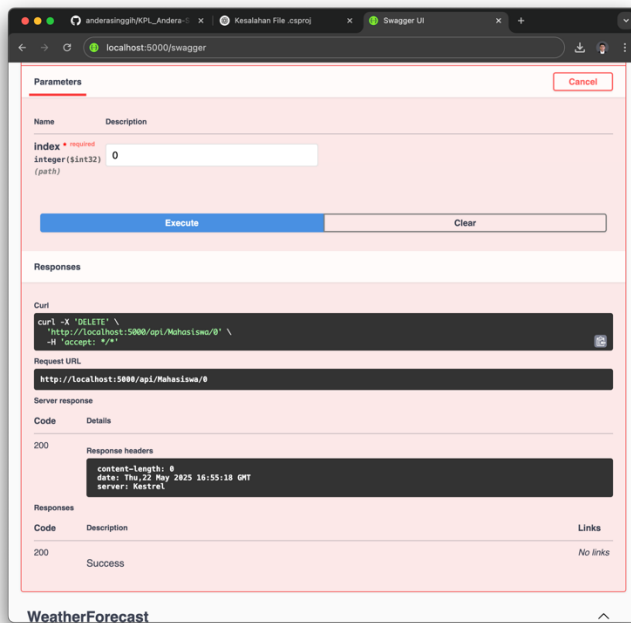 anderasinggih/KPL_Andera-
Kesalahan File .csproj
Swagger UI
localhost:5000/swagger
Parameters
Cancel
Name Description
index * required
integer($int32)
(path)
0
Execute Clear
Responses
Curl
curl -X 'DELETE' \
'http://localhost:5000/api/Mahasiswa/0' \
-H 'accept: */*'
Request URL
http://localhost:5000/api/Mahasiswa/0
Server response
Code Details
200
Response headers
content-length: 0
date: Thu,22 May 2025 16:55:18 GMT
server: Kestrel
Responses
Code Description Links
200
Success
No links
WeatherForecast